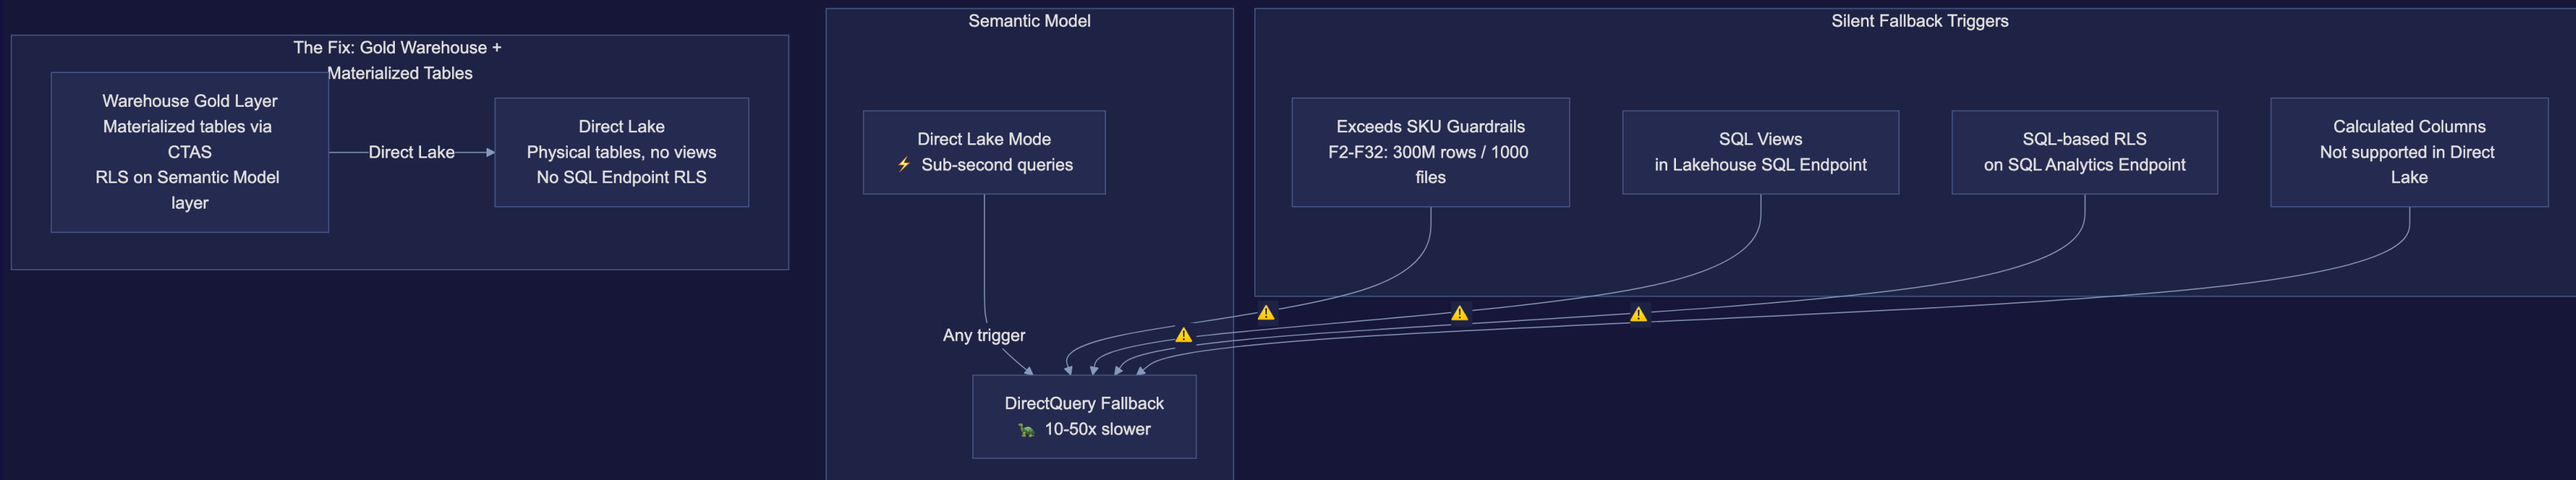 The Fix: Gold Warehouse +
Materialized Tables
Warehouse Gold Layer
Materialized tables via
CTAS
RLS on Semantic Model
layer
Direct Lake
Direct Lake
Physical tables, no views
No SQL Endpoint RLS
Semantic Model
Direct Lake Mode
⚡ Sub-second queries
Any trigger
DirectQuery Fallback
🐢 10-50x slower
Silent Fallback Triggers
Exceeds SKU Guardrails
F2-F32: 300M rows / 1000
files
SQL Views
in Lakehouse SQL Endpoint
SQL-based RLS
on SQL Analytics Endpoint
Calculated Columns
Not supported in Direct
Lake
⚠️
⚠️
⚠️
⚠️